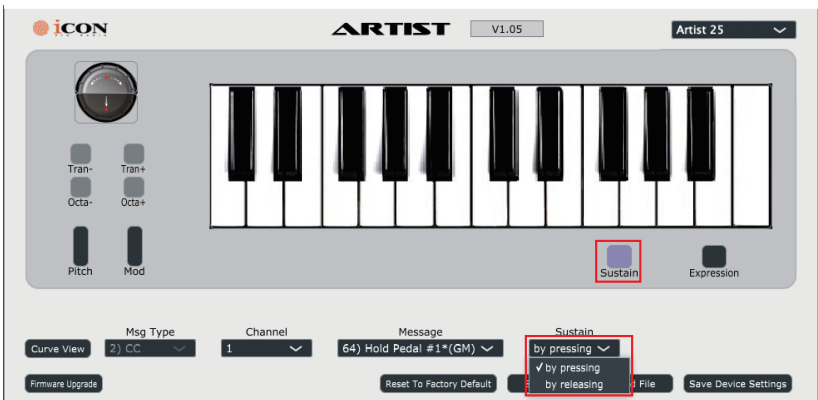 icon
ARTIST
V1.05
Artist 25
Tran-
Tran+
Octa-
Octa+
Pitch
Mod
Sustain
Expression
Msg Type
Channel
Message
Sustain
Curve View
2) CC
1
64) Hold Pedal #1*(GM)
by pressing
✓by pressing
by releasing
Firmware Upgrade
Reset To Factory Default
File
Save Device Settings